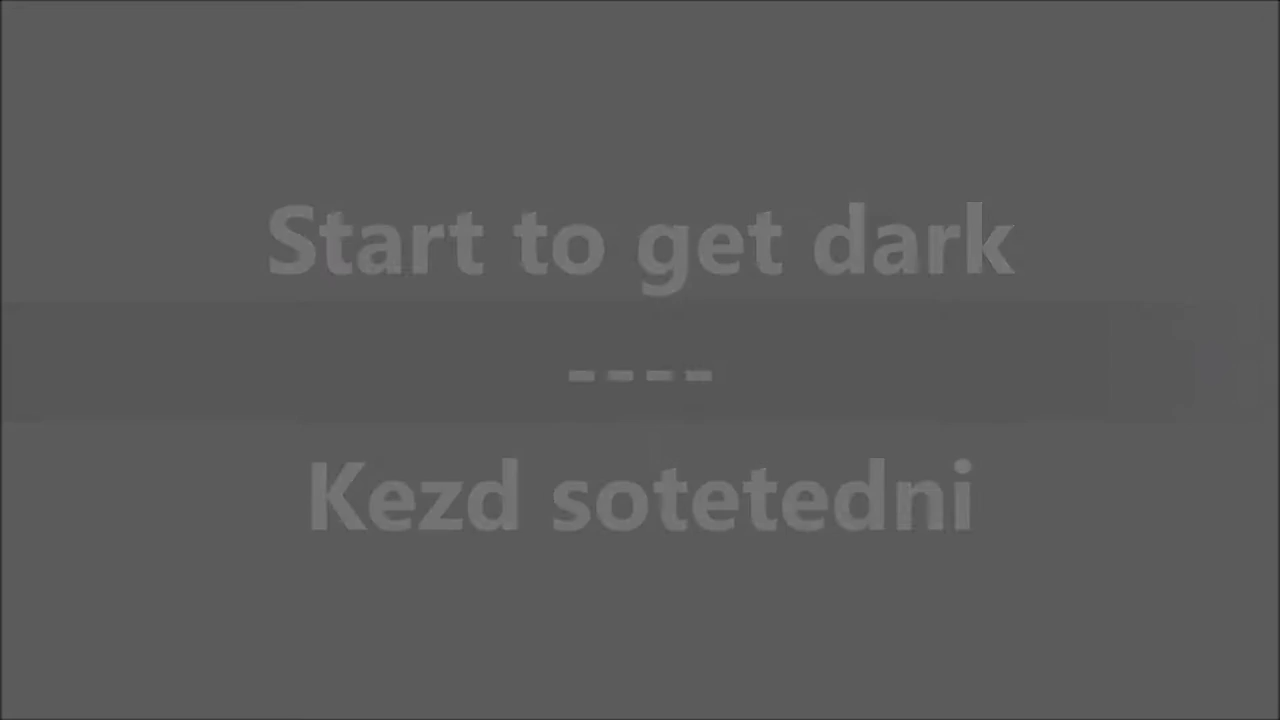 Start to get dark
----
Kezd sotetedni